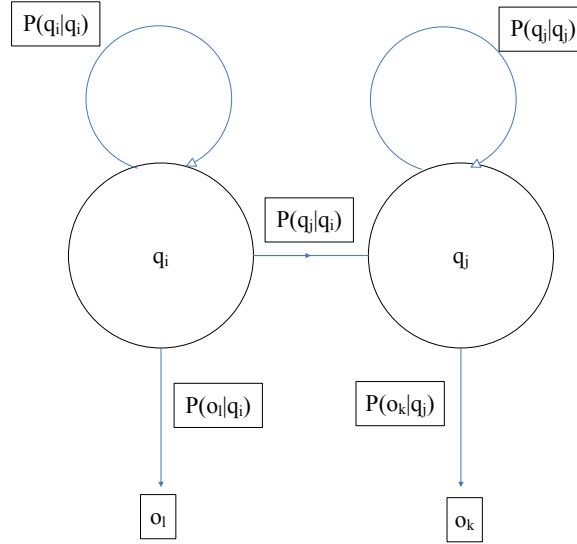 P(qᵢ|qᵢ)
P(qⱼ|qⱼ)
P(qⱼ|qᵢ)
qᵢ
qⱼ
P(oₗ|qᵢ)
P(oₖ|qⱼ)
oₗ
oₖ